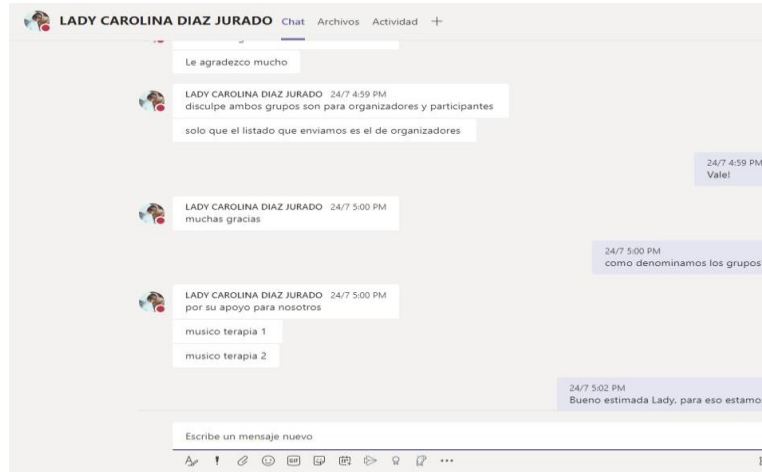 LADY CAROLINA DIAZ JURADO Chat Archivos Actividad +
Le agradezco mucho
LADY CAROLINA DIAZ JURADO 24/7 4:59 PM
disculpe ambos grupos son para organizadores y participantes
solo que el listado que enviamos es el de organizadores
24/7 4:59 PM
Vale!
LADY CAROLINA DIAZ JURADO 24/7 5:00 PM
muchas gracias
24/7 5:00 PM
como denominamos los grupos
LADY CAROLINA DIAZ JURADO 24/7 5:00 PM
por su apoyo para nosotros
musico terapia 1
musico terapia 2
24/7 5:02 PM
Bueno estimada Lady, para eso estamo
Escribe un mensaje nuevo
GIF